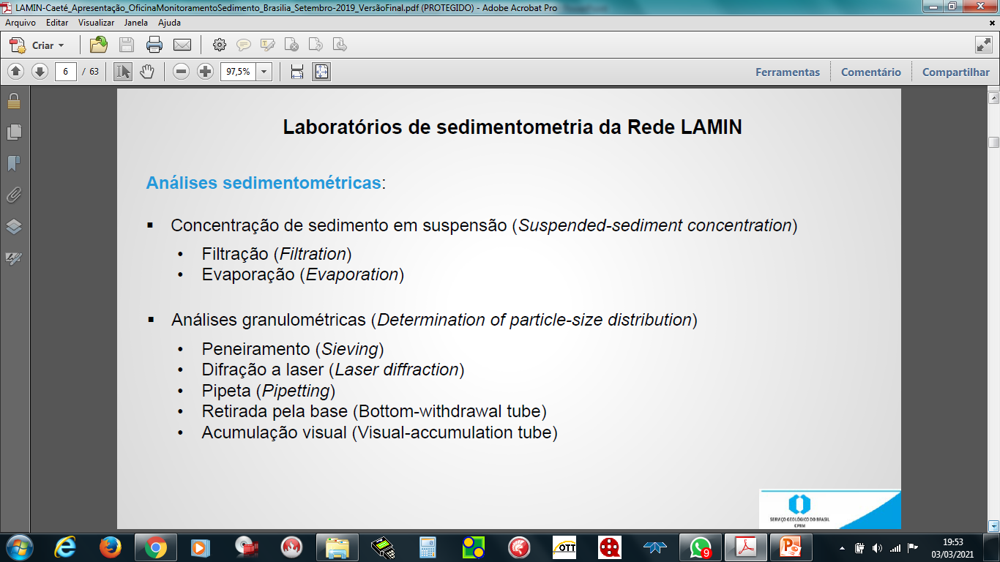 LAMIN-Caeté_Apresentação_OficinaMonitoramentoSedimento_Brasilia_Setembro-2019_VersãoFinal.pdf (PROTEGIDO) - Adobe Acrobat Pro
Arquivo Editar Visualizar Janela Ajuda
Criar
6 / 63 97,5% Ferramentas Comentário Compartilhar
Laboratórios de sedimentometria da Rede LAMIN
Análises sedimentométricas:
▪ Concentração de sedimento em suspensão (Suspended-sediment concentration)
• Filtração (Filtration)
• Evaporação (Evaporation)
▪ Análises granulométricas (Determination of particle-size distribution)
• Peneiramento (Sieving)
• Difração a laser (Laser diffraction)
• Pipeta (Pipetting)
• Retirada pela base (Bottom-withdrawal tube)
• Acumulação visual (Visual-accumulation tube)
SERVIÇO GEOLÓGICO DO BRASIL
CPRM
OTT
9
19:53
03/03/2021